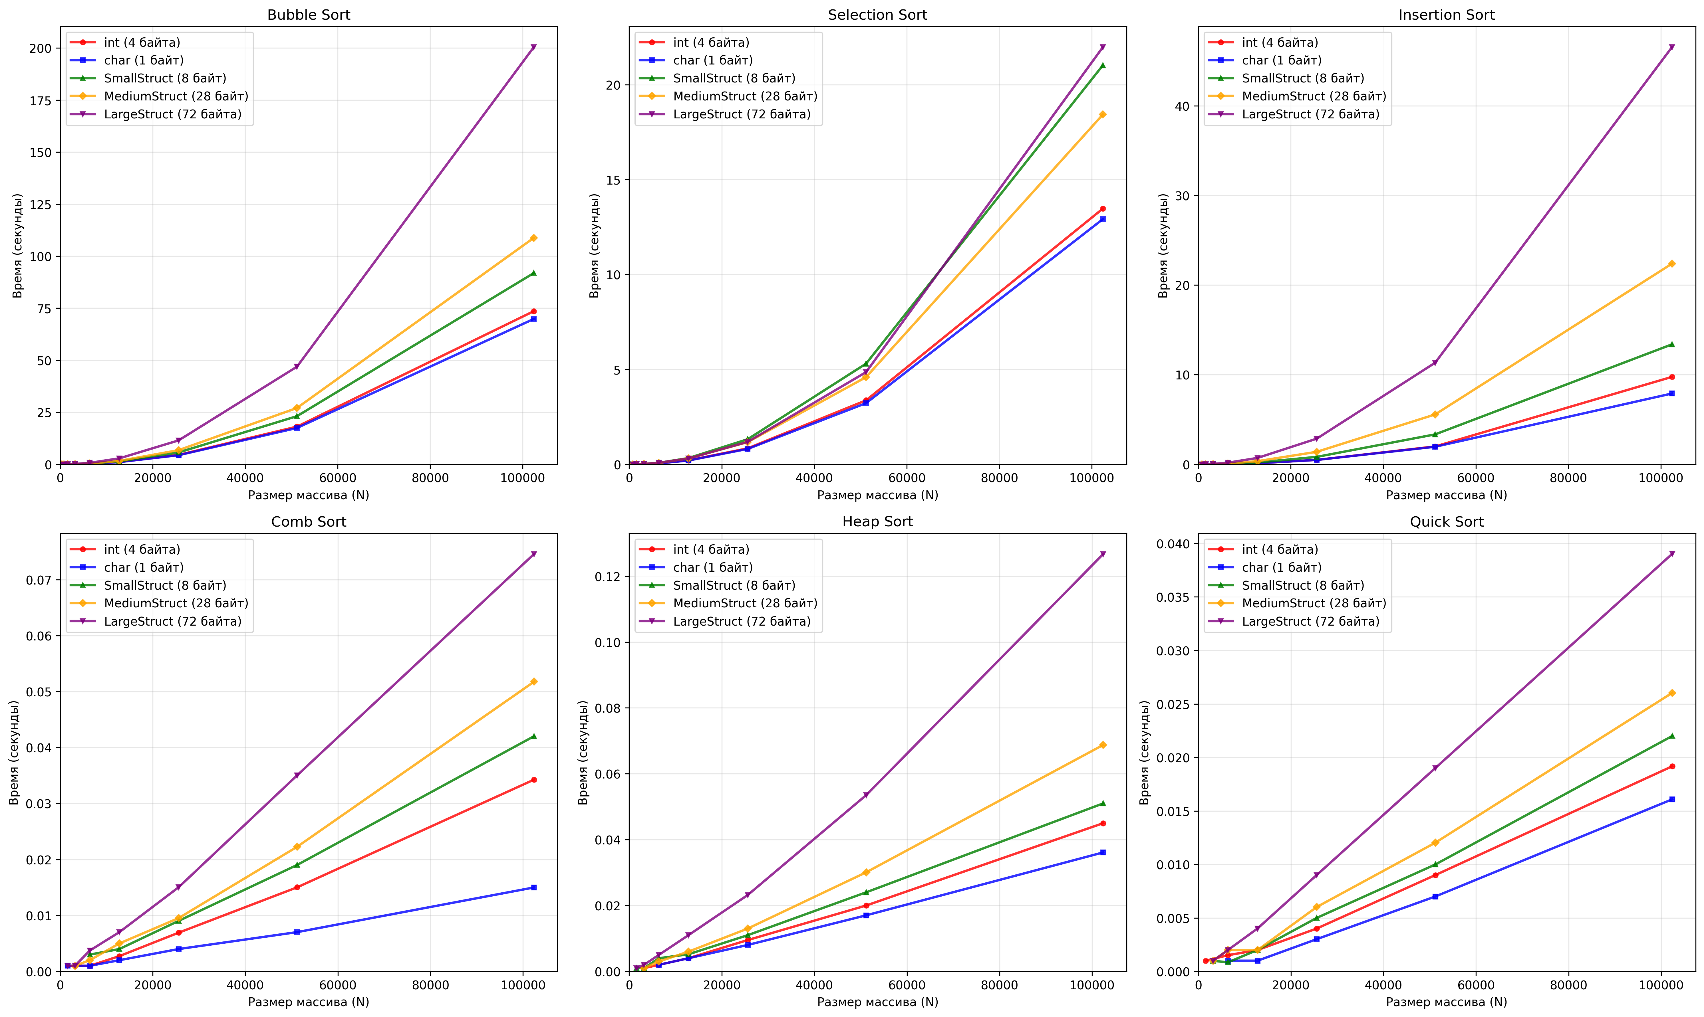 Bubble Sort
int (4 байта)
char (1 байт)
SmallStruct (8 байт)
MediumStruct (28 байт)
LargeStruct (72 байта)
200
175
150
125
100
75
50
25
0
Время (секунды)
0 20000 40000 60000 80000 100000
Размер массива (N)
Selection Sort
int (4 байта)
char (1 байт)
SmallStruct (8 байт)
MediumStruct (28 байт)
LargeStruct (72 байта)
20
15
10
5
0
Время (секунды)
0 20000 40000 60000 80000 100000
Размер массива (N)
Insertion Sort
int (4 байта)
char (1 байт)
SmallStruct (8 байт)
MediumStruct (28 байт)
LargeStruct (72 байта)
40
30
20
10
0
Время (секунды)
0 20000 40000 60000 80000 100000
Размер массива (N)
Comb Sort
int (4 байта)
char (1 байт)
SmallStruct (8 байт)
MediumStruct (28 байт)
LargeStruct (72 байта)
0.07
0.06
0.05
0.04
0.03
0.02
0.01
0.00
Время (секунды)
0 20000 40000 60000 80000 100000
Размер массива (N)
Heap Sort
int (4 байта)
char (1 байт)
SmallStruct (8 байт)
MediumStruct (28 байт)
LargeStruct (72 байта)
0.12
0.10
0.08
0.06
0.04
0.02
0.00
Время (секунды)
0 20000 40000 60000 80000 100000
Размер массива (N)
Quick Sort
int (4 байта)
char (1 байт)
SmallStruct (8 байт)
MediumStruct (28 байт)
LargeStruct (72 байта)
0.040
0.035
0.030
0.025
0.020
0.015
0.010
0.005
0.000
Время (секунды)
0 20000 40000 60000 80000 100000
Размер массива (N)